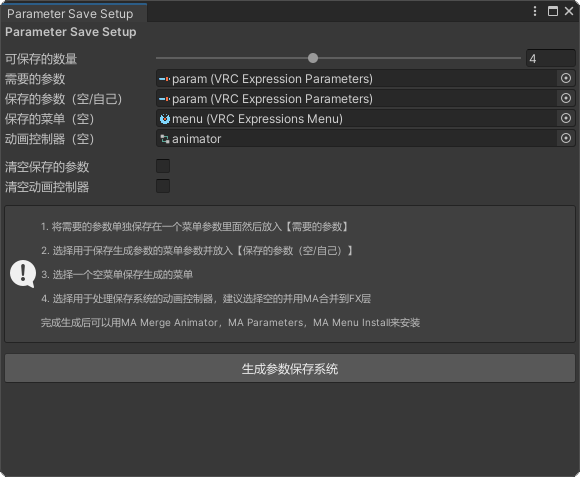 Parameter Save Setup
Parameter Save Setup
可保存的数量 4
需要的参数 param (VRC Expression Parameters)
保存的参数（空/自己） param (VRC Expression Parameters)
保存的菜单（空） menu (VRC Expressions Menu)
动画控制器（空） animator
清空保存的参数
清空动画控制器
1. 将需要的参数单独保存在一个菜单参数里面然后放入【需要的参数】
2. 选择用于保存生成参数的菜单参数并放入【保存的参数（空/自己）】
3. 选择一个空菜单保存生成的菜单
4. 选择用于处理保存系统的动画控制器，建议选择空的并用MA合并到FX层
完成生成后可以用MA Merge Animator，MA Parameters，MA Menu Install来安装
生成参数保存系统